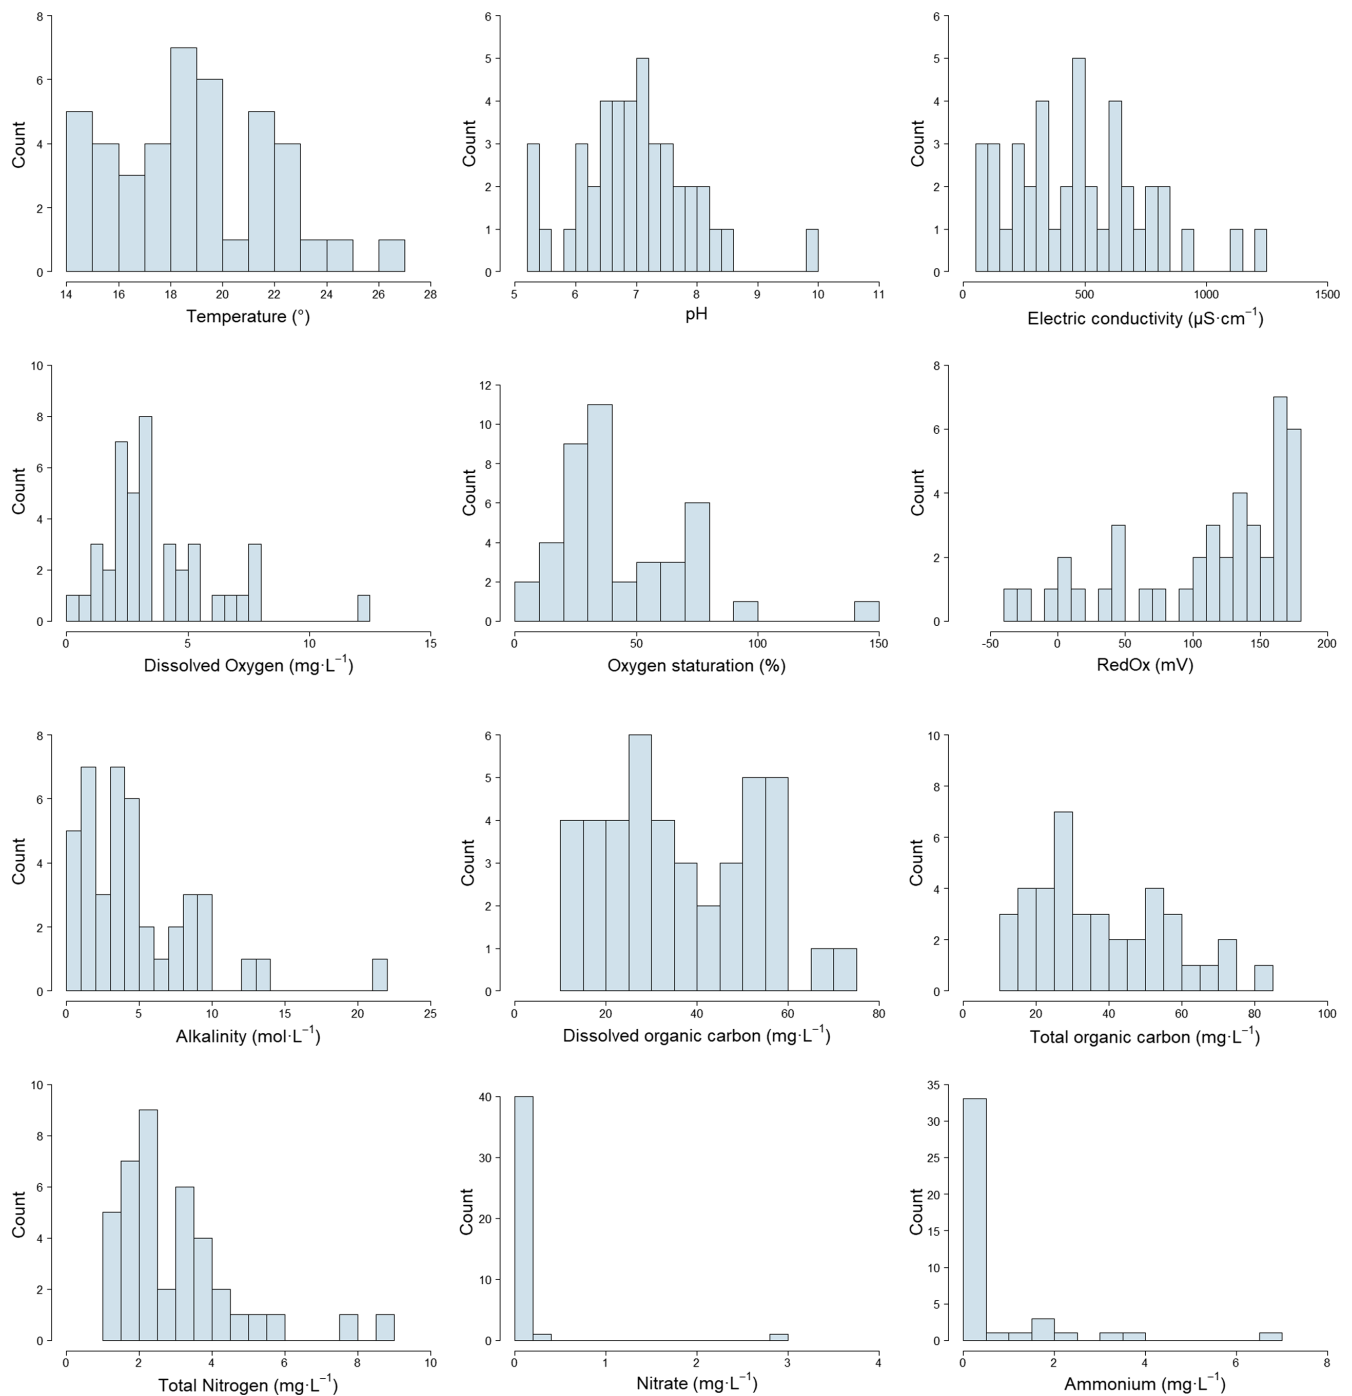 8
6
4
2
0
Count
14 16 18 20 22 24 26 28
Temperature (°)
6
5
4
3
2
1
0
Count
5 6 7 8 9 10 11
pH
6
5
4
3
2
1
0
Count
0 500 1000 1500
Electric conductivity (µS·cm⁻¹)
10
8
6
4
2
0
Count
0 5 10 15
Dissolved Oxygen (mg·L⁻¹)
12
10
8
6
4
2
0
Count
0 50 100 150
Oxygen staturation (%)
8
6
4
2
0
Count
-50 0 50 100 150 200
RedOx (mV)
8
6
4
2
0
Count
0 5 10 15 20 25
Alkalinity (mol·L⁻¹)
6
5
4
3
2
1
0
Count
0 20 40 60 80
Dissolved organic carbon (mg·L⁻¹)
10
8
6
4
2
0
Count
0 20 40 60 80 100
Total organic carbon (mg·L⁻¹)
10
8
6
4
2
0
Count
0 2 4 6 8 10
Total Nitrogen (mg·L⁻¹)
40
30
20
10
0
Count
0 1 2 3 4
Nitrate (mg·L⁻¹)
35
30
25
20
15
10
5
0
Count
0 2 4 6 8
Ammonium (mg·L⁻¹)